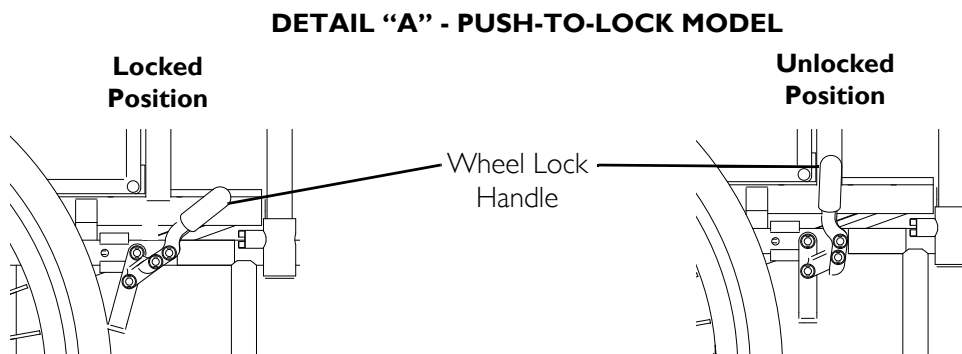 DETAIL “A” - PUSH-TO-LOCK MODEL
Locked
Position
Unlocked
Position
Wheel Lock
Handle